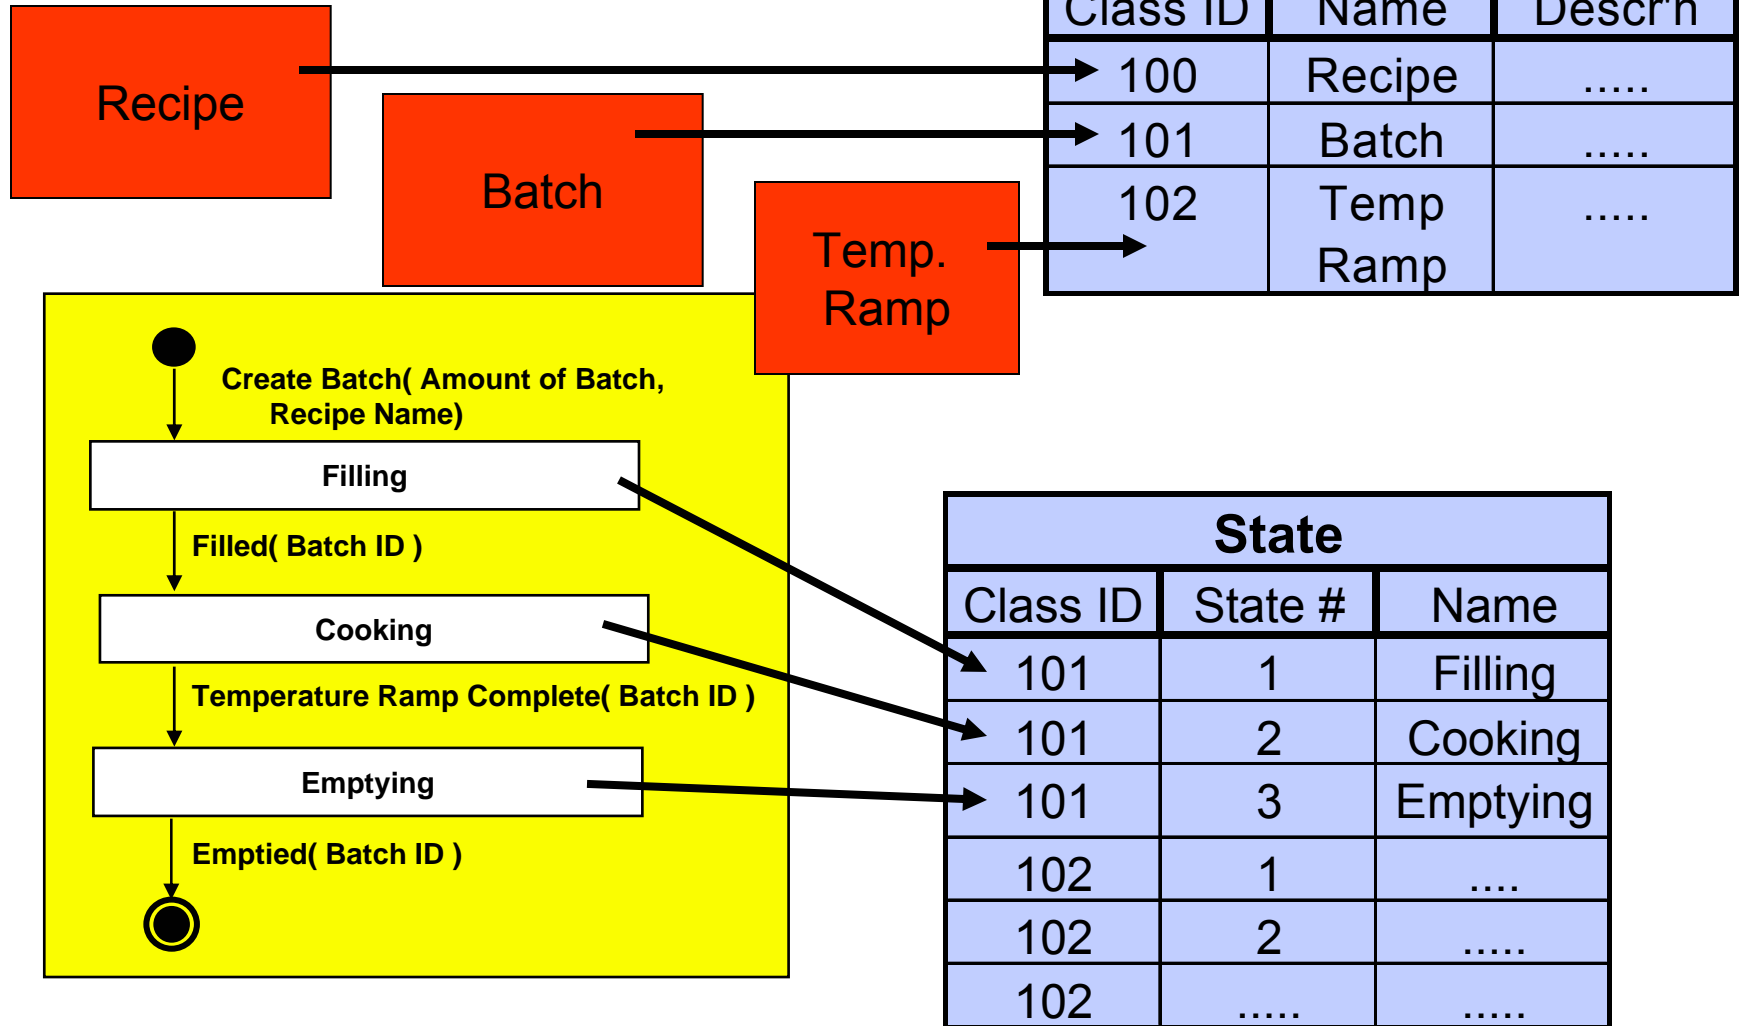 Class ID Name Descr'n
100 Recipe .....
101 Batch .....
102 Temp .....
Ramp
Recipe
Batch
Temp.
Ramp
Create Batch( Amount of Batch,
Recipe Name)
Filling
Filled( Batch ID )
Cooking
Temperature Ramp Complete( Batch ID )
Emptying
Emptied( Batch ID )
State
Class ID State # Name
101 1 Filling
101 2 Cooking
101 3 Emptying
102 1 ....
102 2 .....
102 ..... .....